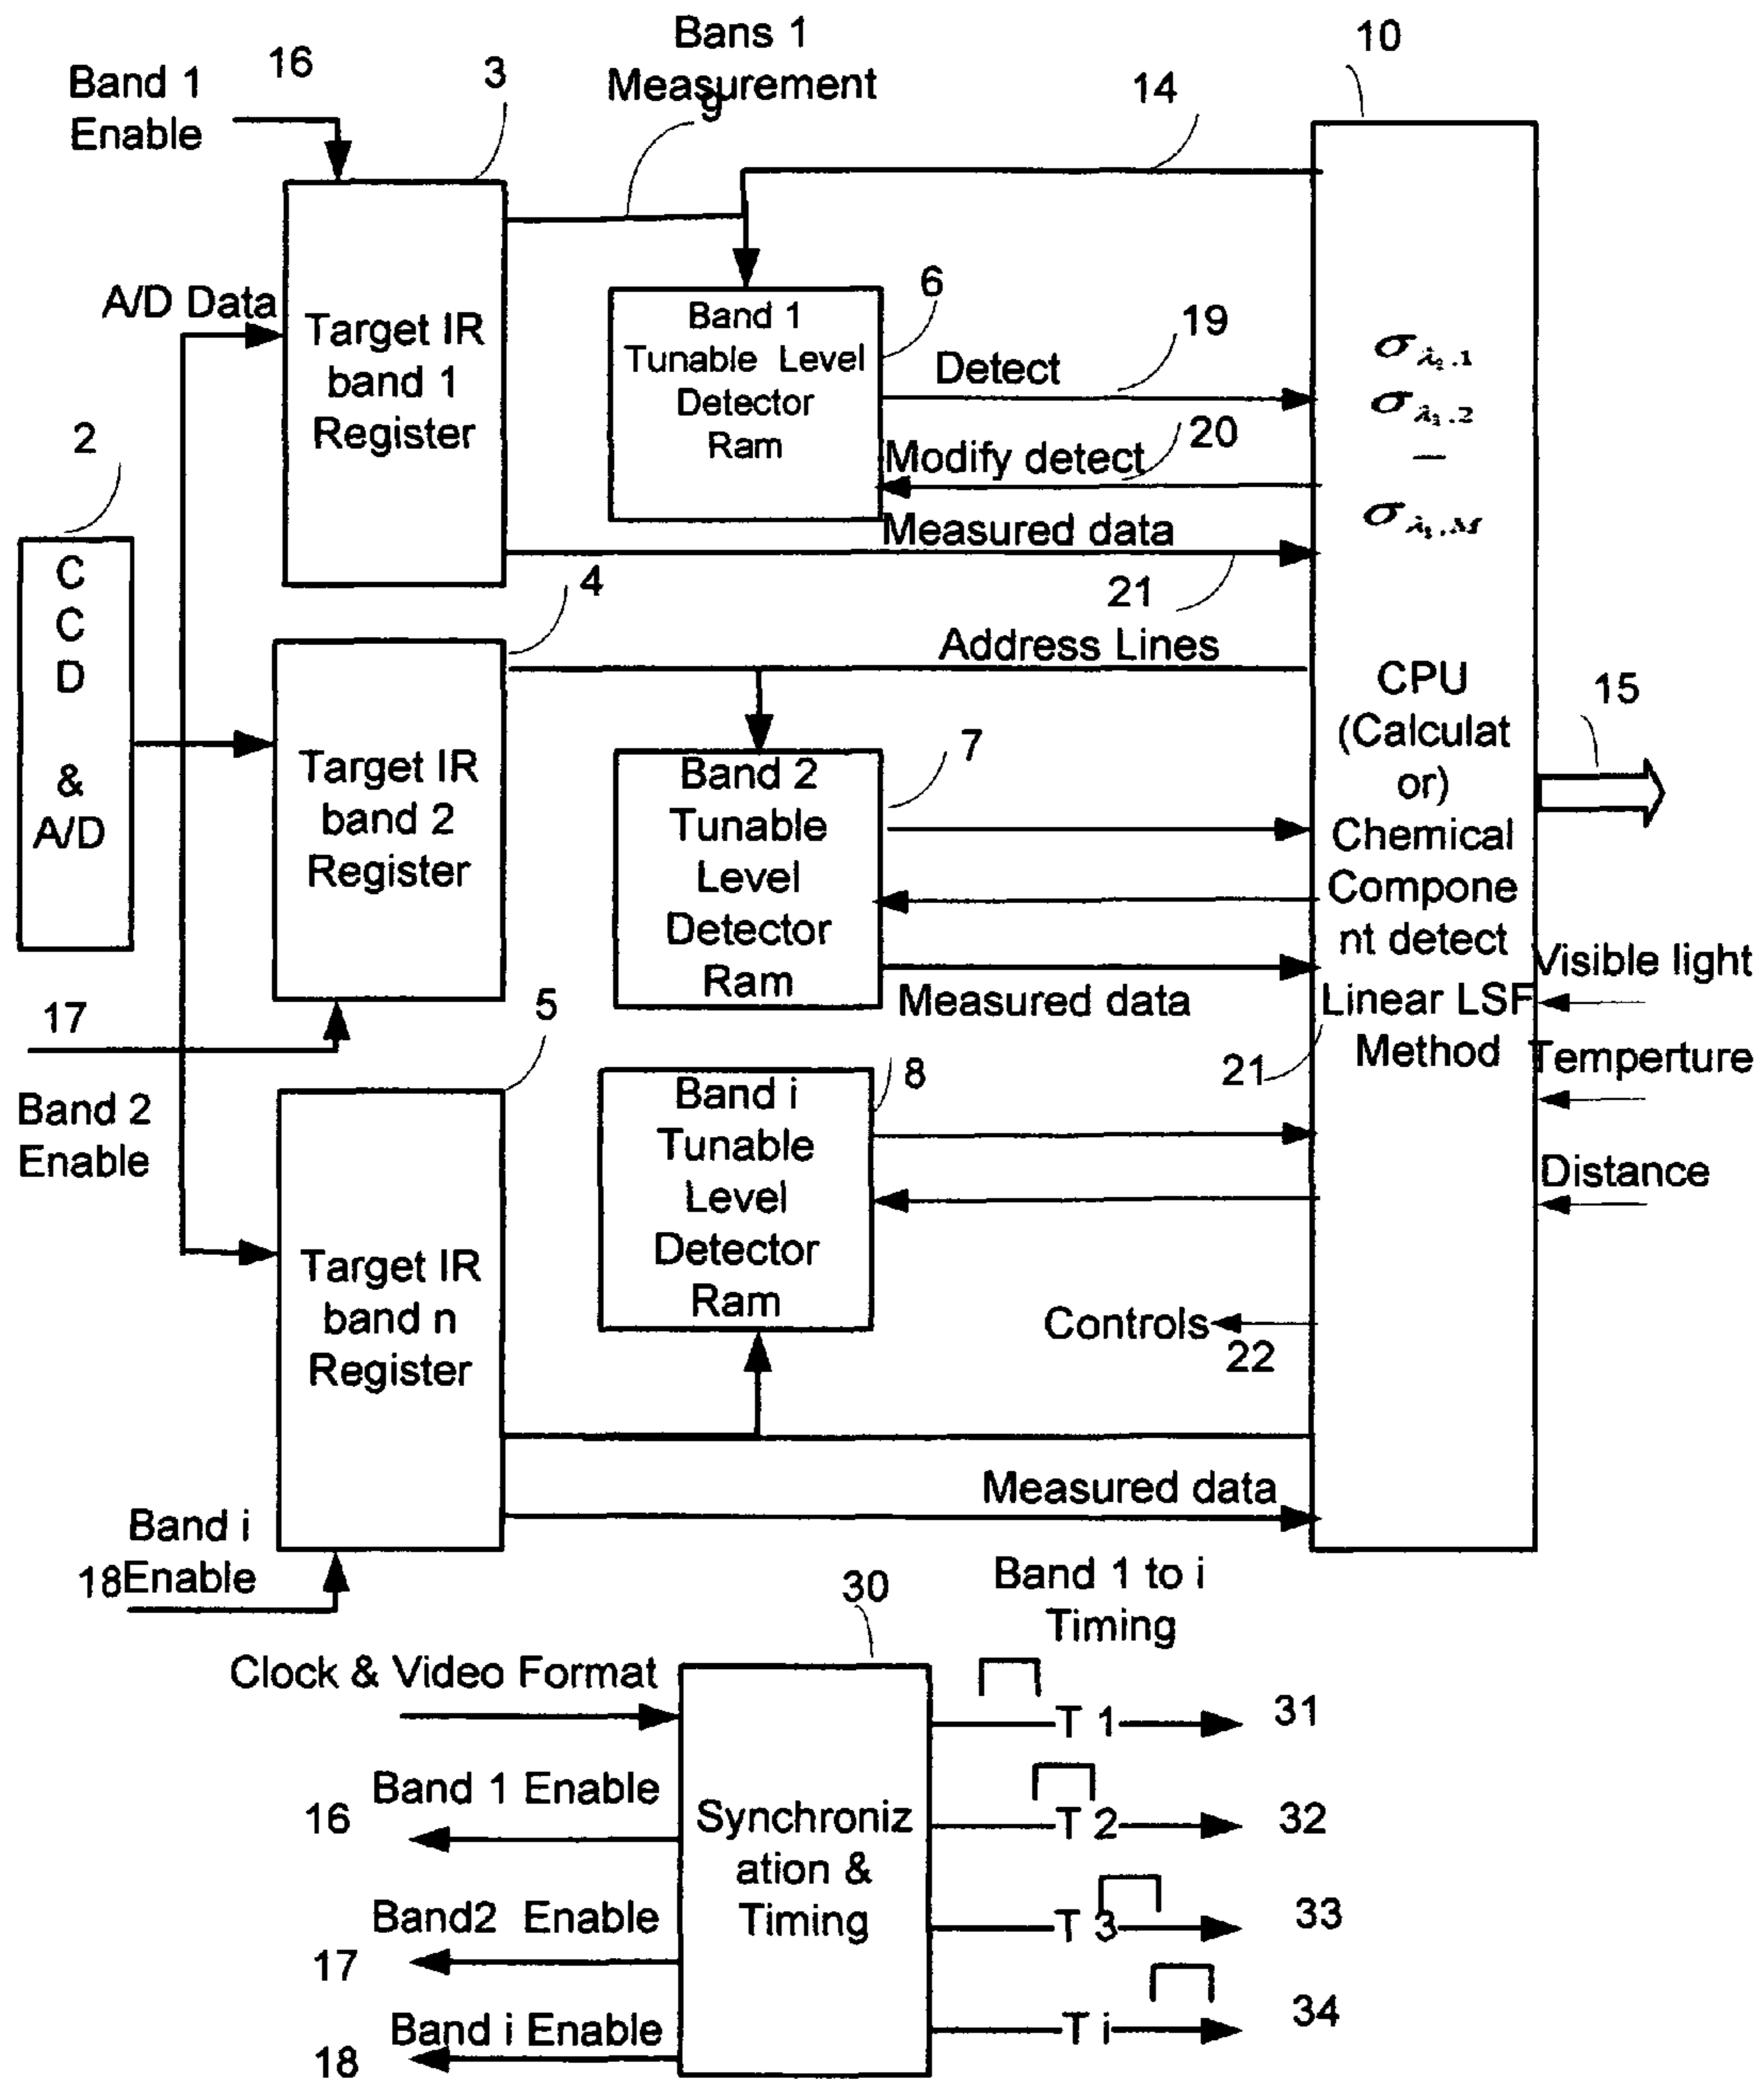 Bans 1
Measurement
10
16
3
9
14
Band 1
Enable
A/D Data
Target IR
band 1
Register
Band 1
Tunable Level
Detector
Ram
6
19
Detect
20
Modify detect
Measured data
21
2
C
C
D
&
A/D
4
Address Lines
Target IR
band 2
Register
Band 2
Tunable
Level
Detector
Ram
7
Measured data
CPU
(Calculat
or)
Chemical
Compone
nt detect
Linear LSF
Method
15
21
Visible light
Temperture
Distance
17
Band 2
Enable
5
Target IR
band n
Register
Band i
Tunable
Level
Detector
Ram
8
Controls
22
Measured data
Band i
18Enable
30
Band 1 to i
Timing
Clock & Video Format
Synchroniz
ation &
Timing
T 1
31
Band 1 Enable
16
T 2
32
Band2 Enable
17
T 3
33
Band i Enable
18
T i
34